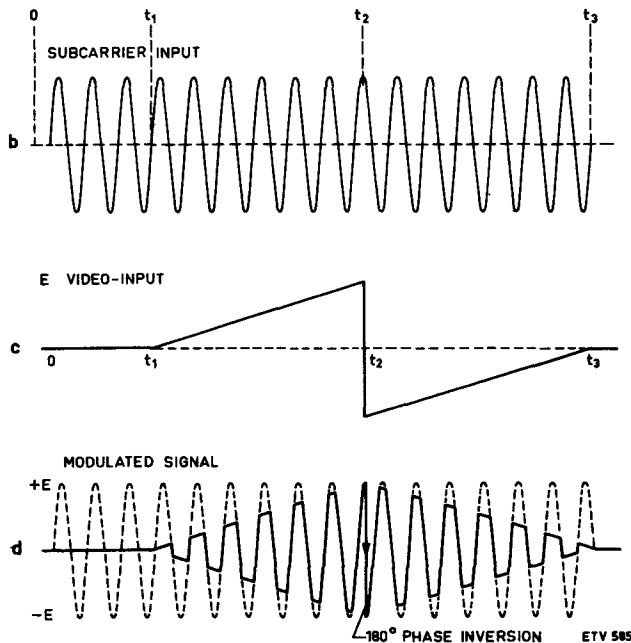 0 t₁ t₂ t₃
SUBCARRIER INPUT
b
E VIDEO-INPUT
c
0 t₁ t₂ t₃
MODULATED SIGNAL
+E
d
-E
180° PHASE INVERSION ETV 585